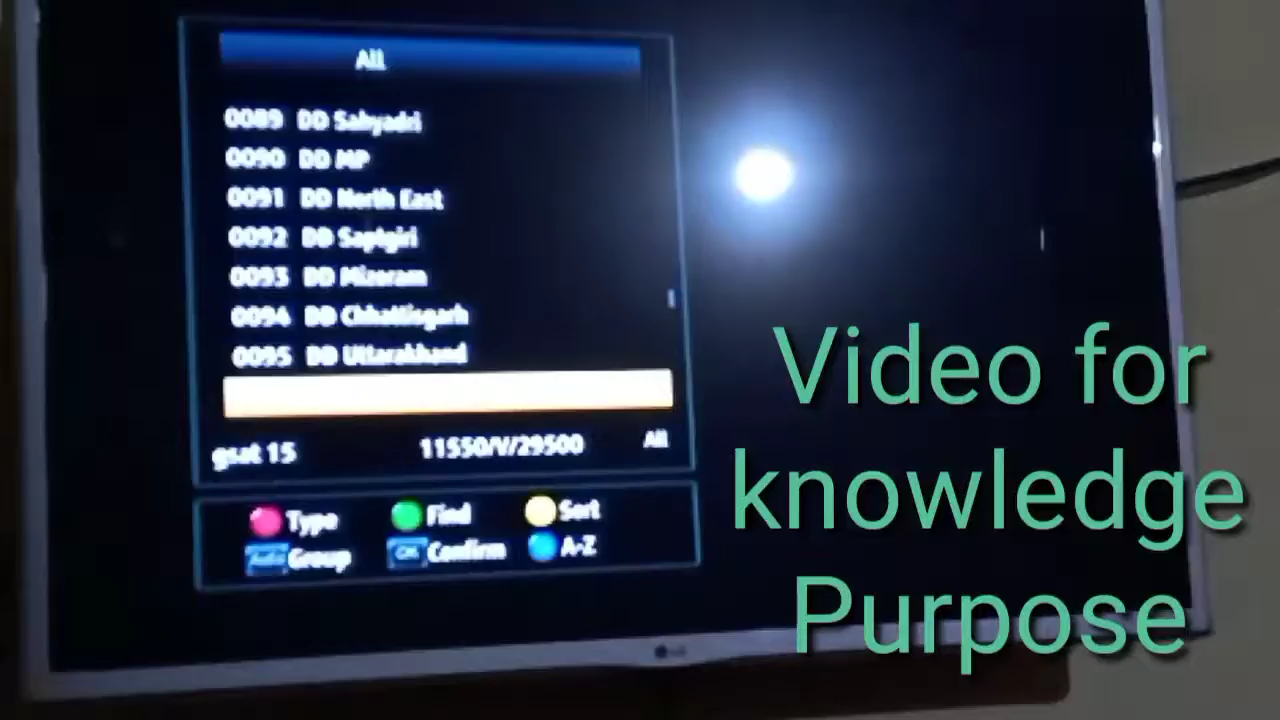 All
0089 DD Sahyadri
0090 DD MP
0091 DD North East
0092 DD Saptgiri
0093 DD Mizoram
0094 DD Chhattisgarh
0095 DD Uttarakhand
gsat 15 11550/V/29500 All
Type Find Sort
Group OK Confirm A-Z
LG
Video for
knowledge
Purpose